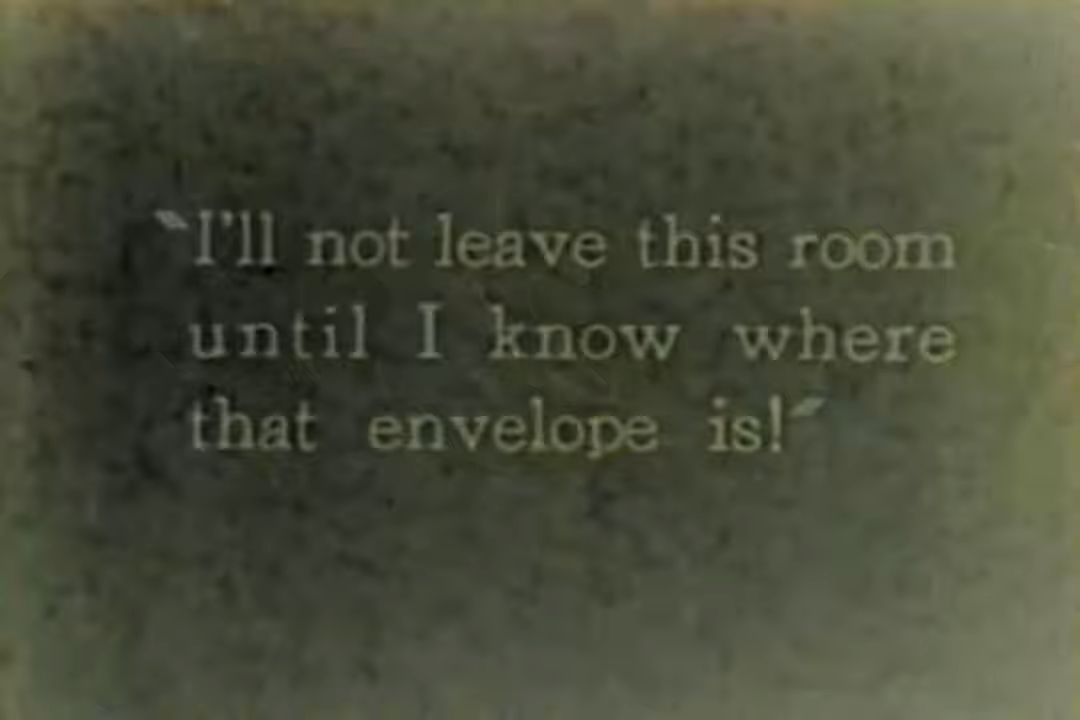 "I'll not leave this room
until I know where
that envelope is!"